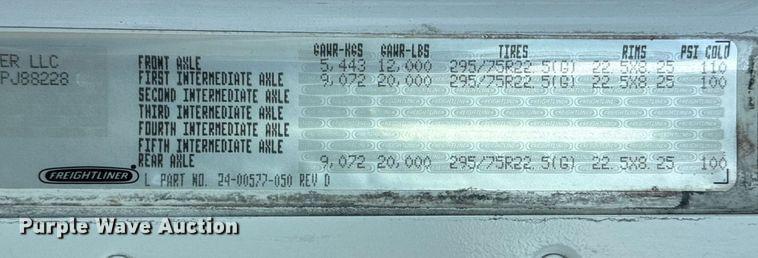 ER LLC
PJ88228
GAWR-KGS GAWR-LBS TIRES RIMS PSI COLD
FRONT AXLE 5,443 12,000 295/75R22.5(G) 22.5X8.25 110
FIRST INTERMEDIATE AXLE 9,072 20,000 295/75R22.5(G) 22.5X8.25 100
SECOND INTERMEDIATE AXLE
THIRD INTERMEDIATE AXLE
FOURTH INTERMEDIATE AXLE
FIFTH INTERMEDIATE AXLE
REAR AXLE 9,072 20,000 295/75R22.5(G) 22.5X8.25 100
FREIGHTLINER
L PART NO. 24-00577-050 REV D
Purple Wave Auction